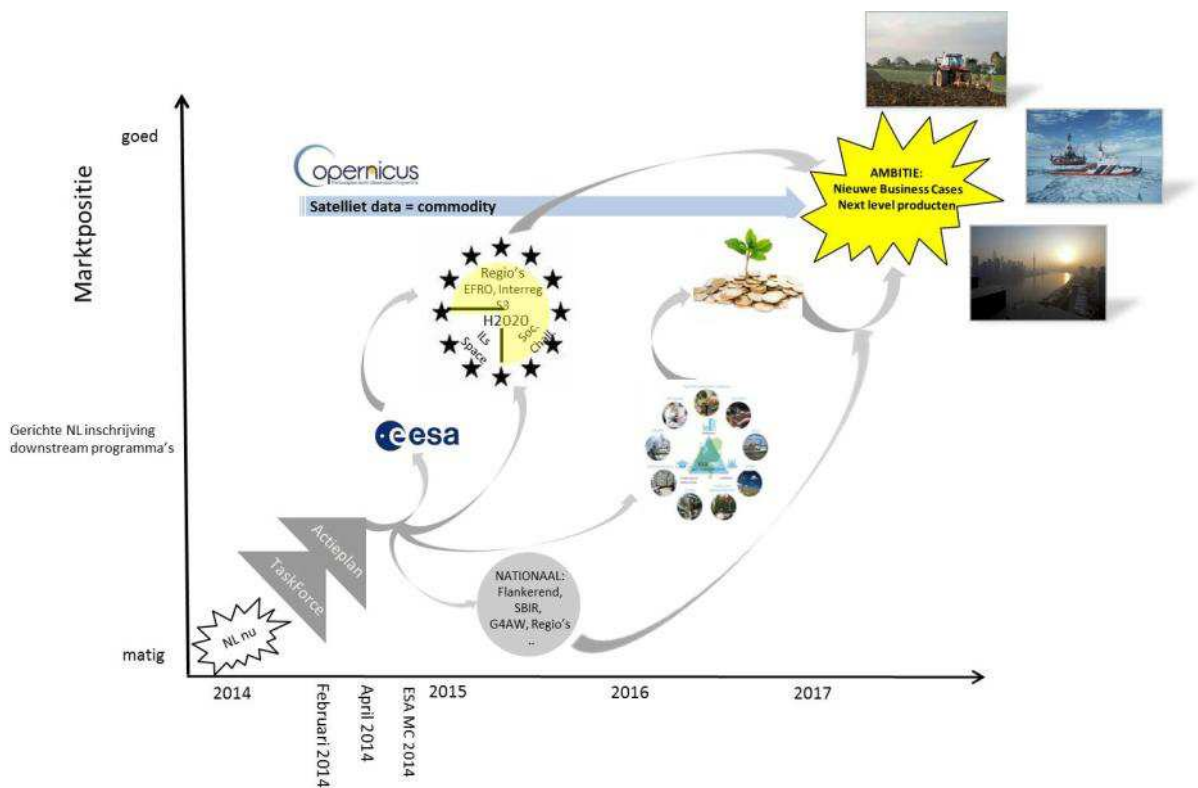 goed
Marktpositie
Copernicus
Satelliet data = commodity
AMBITIE:
Nieuwe Business Cases
Next level producten
Regio's
EFRO, Interreg
S3
H2020
ILs
Space
Soc.
Chall
Gerichte NL inschrijving
downstream programma's
esa
Actieplan
TaskForce
NL nu
NATIONAAL:
Flankerend,
SBIR,
G4AW, Regio's
..
matig
2014
2015
2016
2017
Februari 2014
April 2014
ESA MC 2014